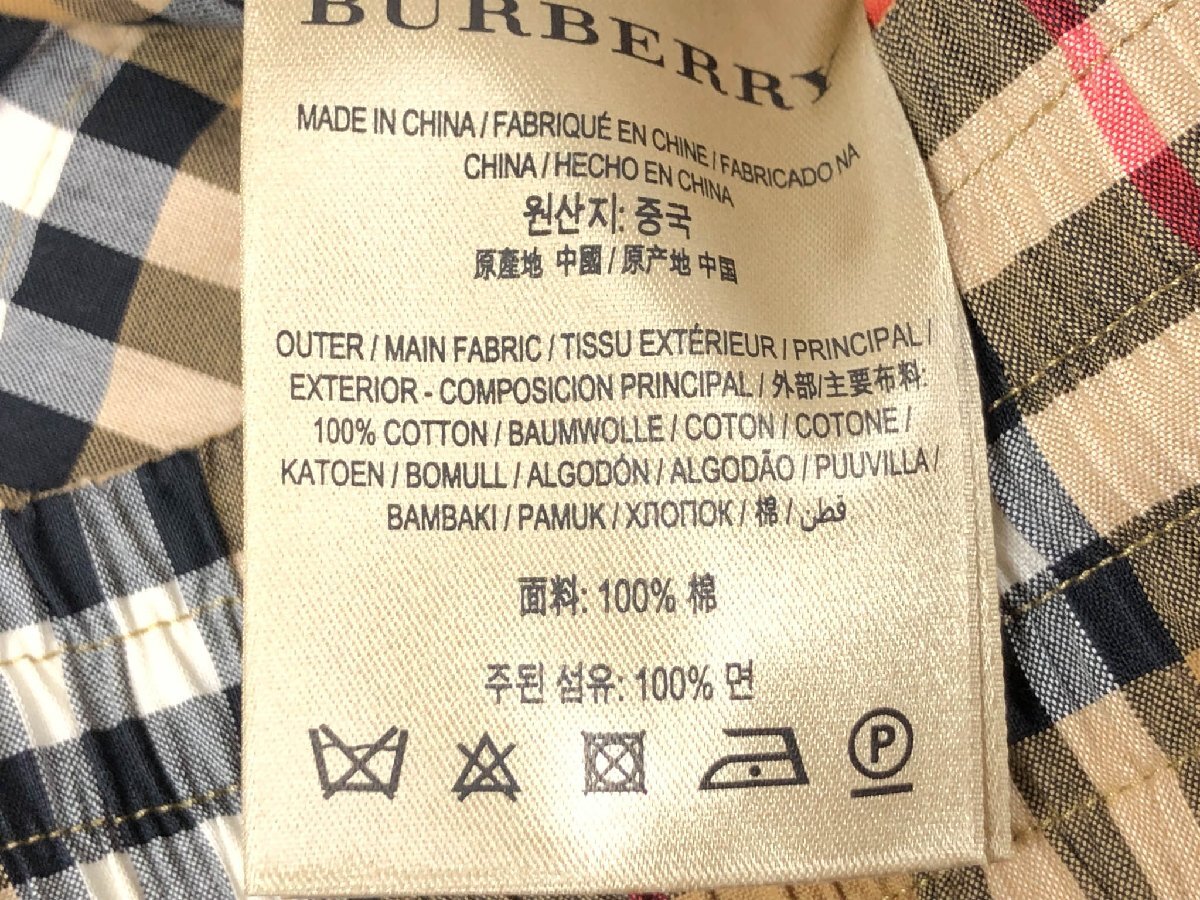 BURBERRY
MADE IN CHINA / FABRIQUÉ EN CHINE / FABRICADO NA
CHINA / HECHO EN CHINA
원산지: 중국
原產地 中國 / 原产地 中国
OUTER / MAIN FABRIC / TISSU EXTÉRIEUR / PRINCIPAL /
EXTERIOR - COMPOSICION PRINCIPAL / 外部/主要布料:
100% COTTON / BAUMWOLLE / COTON / COTONE /
KATOEN / BOMULL / ALGODÓN / ALGODÃO / PUUVILLA /
BAMBAKI / PAMUK / ХЛОПОК / 棉 / قطن
面料: 100% 棉
주된 섬유: 100% 면
P